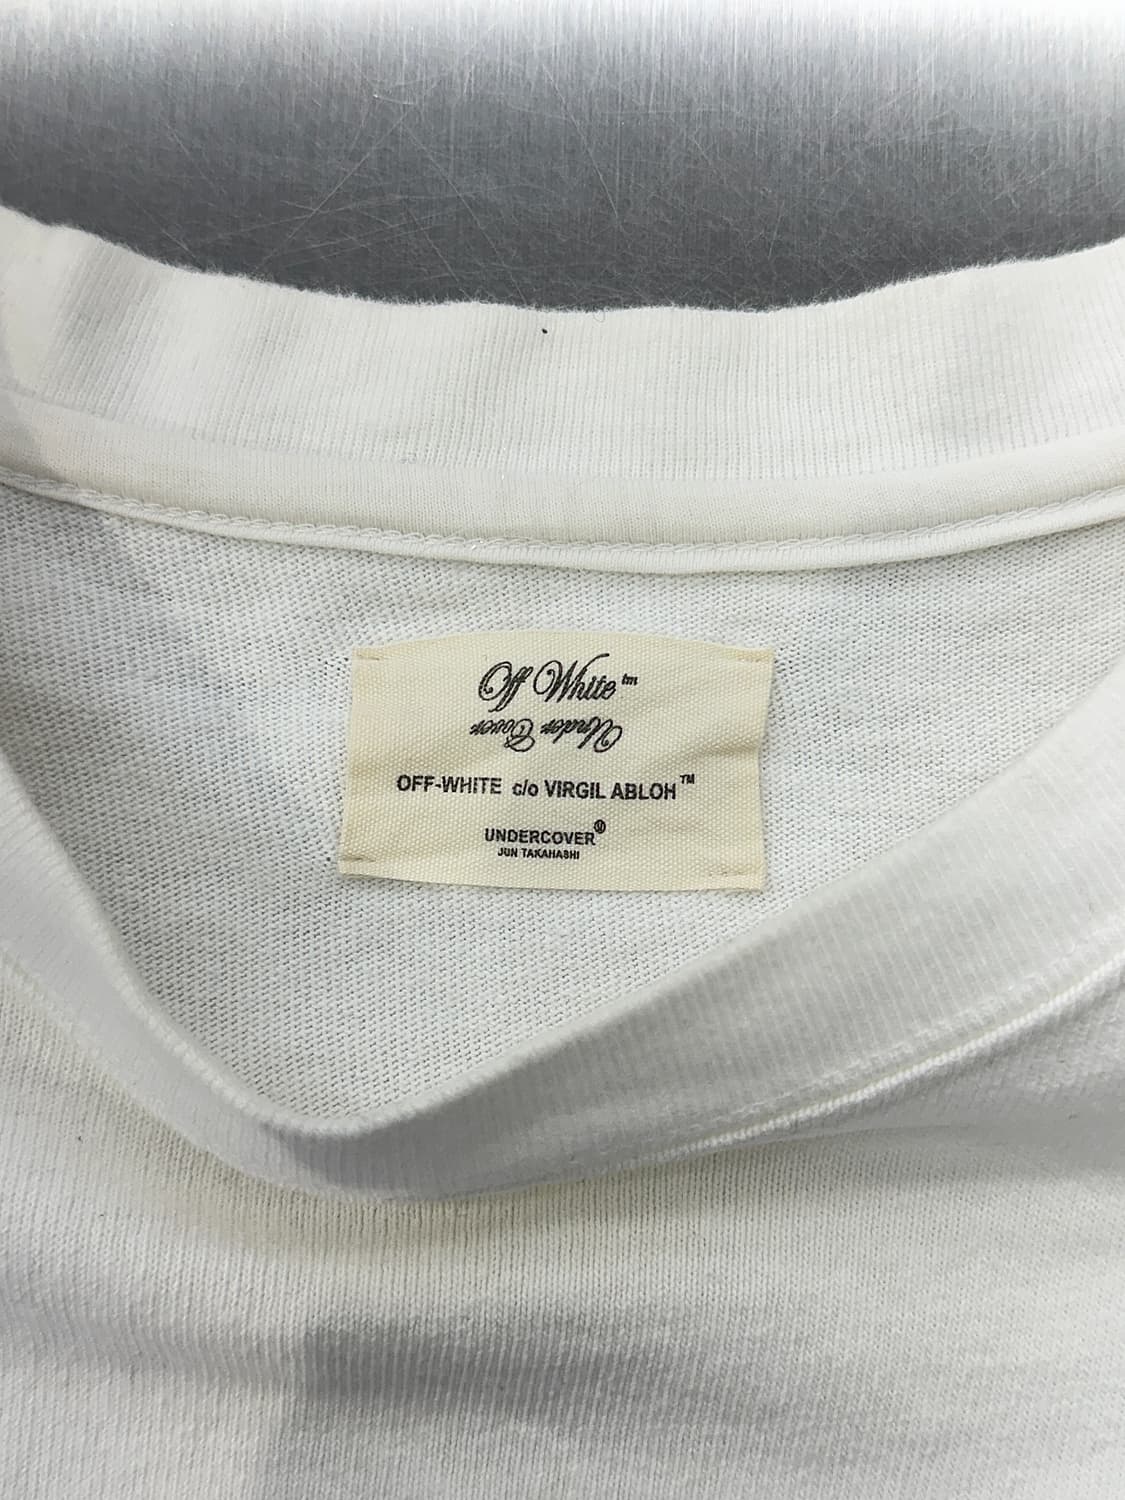 Off White™
Under Cover
OFF-WHITE c/o VIRGIL ABLOH™
UNDERCOVER®
JUN TAKAHASHI